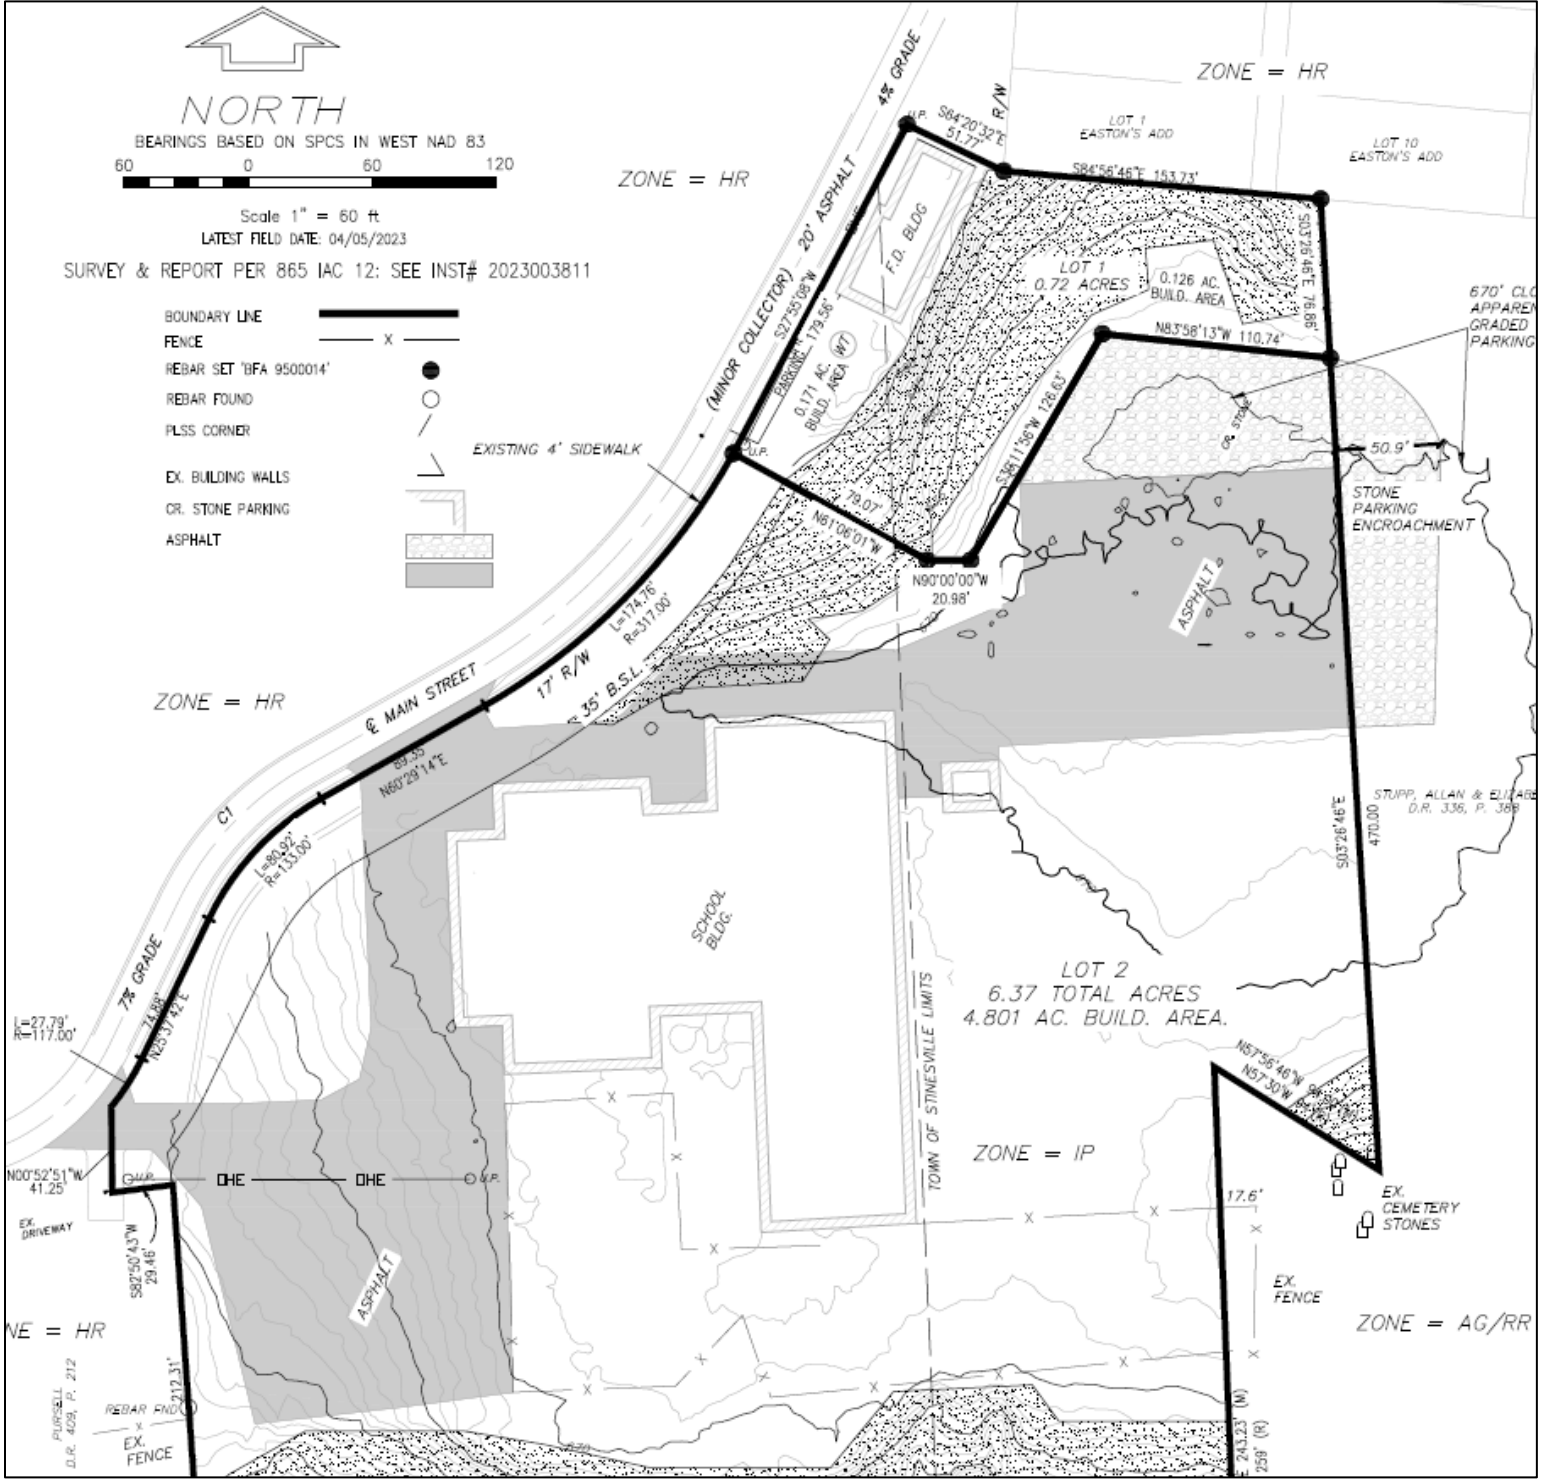 NORTH
BEARINGS BASED ON SPCS IN WEST NAD 83
60 0 60 120
Scale 1" = 60 ft
LATEST FIELD DATE: 04/05/2023
SURVEY & REPORT PER 865 IAC 12: SEE INST# 2023003811
BOUNDARY LINE
FENCE
X
REBAR SET 'BFA 9500014'
REBAR FOUND
PLSS CORNER
EX. BUILDING WALLS
CR. STONE PARKING
ASPHALT
ZONE = HR
ZONE = HR
4% GRADE
20' ASPHALT
(MINOR COLLECTOR)
U.P.
S64°20'32"E
51.77'
R/W
LOT 1
EASTON'S ADD
LOT 10
EASTON'S ADD
S84°56'46"E 153.73'
S03°26'46"E 76.86'
F.D. BLDG
LOT 1
0.72 ACRES
0.126 AC.
BUILD. AREA
S27°55'08"W
179.56'
PARKING
0.171 AC.
BUILD. AREA
WT
N83°58'13"W 110.74'
670'
GRADED
PARKING
EXISTING 4' SIDEWALK
U.P.
126.63'
CR. STONE
50.9'
STONE
PARKING
ENCROACHMENT
79.07'
N61°06'01"W
N90°00'00"W
20.98'
ASPHALT
L=174.76'
R=317.00'
17' R/W
35' B.S.L.
670
ZONE = HR
℄ MAIN STREET
89.35'
N60°29'14"E
C1
L=80.92'
R=133.00'
SCHOOL
BLDG.
STUPP, ALLAN &
D.R. 336, P. 388
S03°26'46"E
470.00
7% GRADE
74.88'
N25°37'42"E
L=27.79'
R=117.00'
LOT 2
6.37 TOTAL ACRES
4.801 AC. BUILD. AREA.
TOWN OF STINESVILLE LIMITS
N57°56'46"W
N57°30'W
ZONE = IP
N00°52'51"W
41.25'
U.P.
OHE
OHE
U.P.
EX.
DRIVEWAY
S82°50'43"W
29.46'
17.6'
EX.
CEMETERY
STONES
ASPHALT
EX.
FENCE
NE = HR
ZONE = AG/RR
PURSELL
D.R. 409, P. 212
212.31'
REBAR FND
EX.
FENCE
670
243.23 (M)
259' (R)